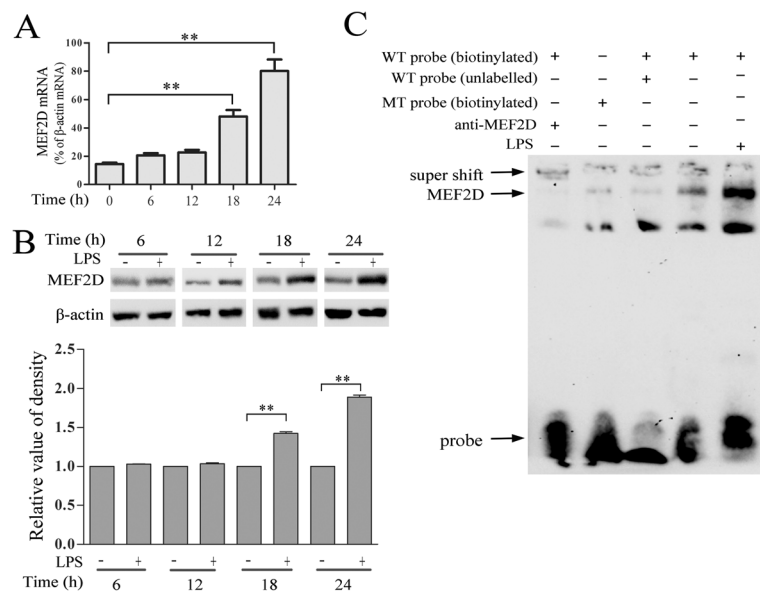 A
**
**
MEF2D mRNA
(% of β-actin mRNA)
100
80
60
40
20
0
Time (h)
0 6 12 18 24
B
Time (h) 6 12 18 24
LPS - + - + - + - +
MEF2D
β-actin
Relative value of density
2.5
2.0
1.5
1.0
0.5
0.0
**
**
LPS - + - + - + - +
Time (h) 6 12 18 24
C
WT probe (biotinylated) + − + + +
WT probe (unlabelled) − − + − −
MT probe (biotinylated) − + − − −
anti-MEF2D + − − − −
LPS − − − − +
super shift
MEF2D
probe